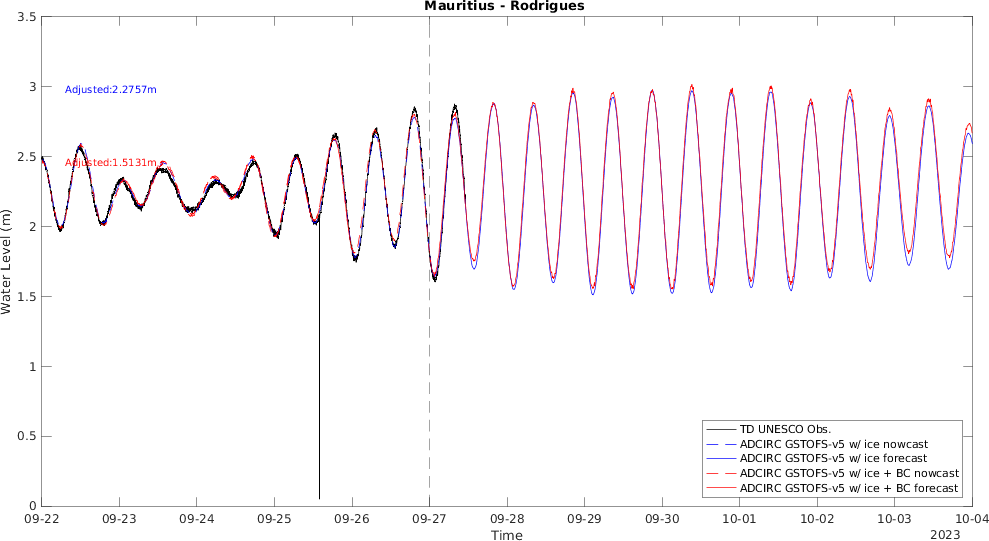 Mauritius - Rodrigues
3.5
3
2.5
2
1.5
1
0.5
0
Water Level (m)
Adjusted:2.2757m
Adjusted:1.5131m
TD UNESCO Obs.
ADCIRC GSTOFS-v5 w/ ice nowcast
ADCIRC GSTOFS-v5 w/ ice forecast
ADCIRC GSTOFS-v5 w/ ice + BC nowcast
ADCIRC GSTOFS-v5 w/ ice + BC forecast
09-22 09-23 09-24 09-25 09-26 09-27 09-28 09-29 09-30 10-01 10-02 10-03 10-04
Time
2023